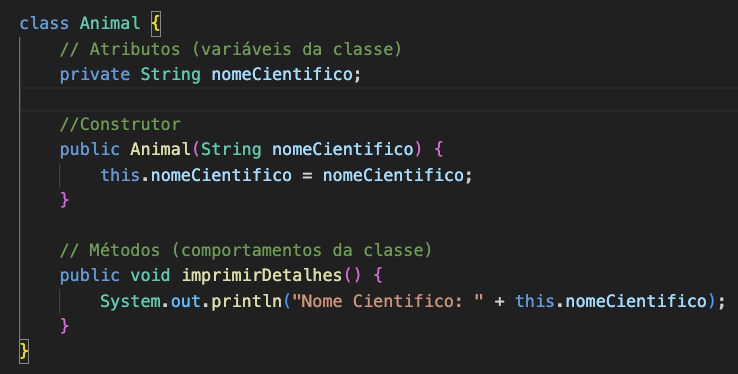 class Animal {
    // Atributos (variáveis da classe)
    private String nomeCientifico;
    //Construtor
    public Animal(String nomeCientifico) {
        this.nomeCientifico = nomeCientifico;
    }
    // Métodos (comportamentos da classe)
    public void imprimirDetalhes() {
        System.out.println("Nome Cientifico: " + this.nomeCientifico);
    }
}